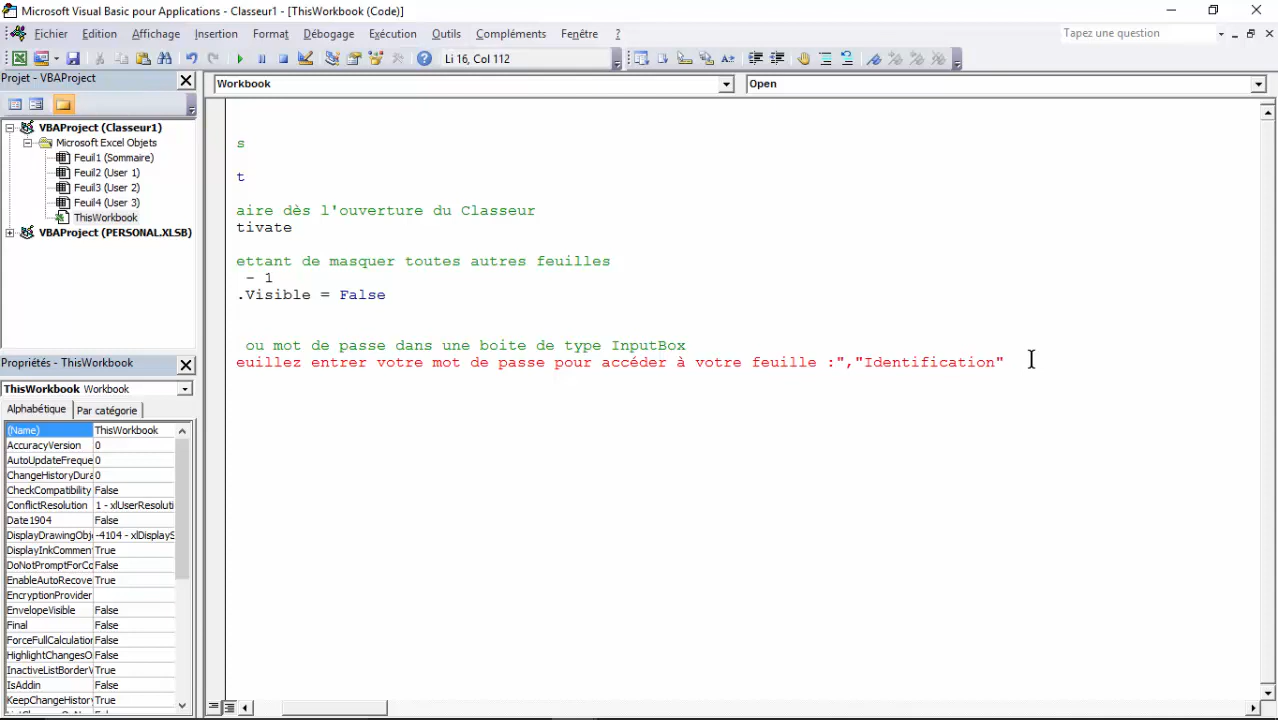 Microsoft Visual Basic pour Applications - Classeur1 - [ThisWorkbook (Code)]
Fichier Edition Affichage Insertion Format Débogage Exécution Outils Compléments Fenêtre ? Tapez une question
Li 16, Col 112
Projet - VBAProject
Workbook Open
VBAProject (Classeur1)
Microsoft Excel Objets
Feuil1 (Sommaire)
Feuil2 (User 1)
Feuil3 (User 2)
Feuil4 (User 3)
ThisWorkbook
VBAProject (PERSONAL.XLSB)
s
t
aire dès l'ouverture du Classeur
tivate
ettant de masquer toutes autres feuilles
- 1
.Visible = False
ou mot de passe dans une boite de type InputBox
euillez entrer votre mot de passe pour accéder à votre feuille :","Identification"
Propriétés - ThisWorkbook
ThisWorkbook Workbook
Alphabétique Par catégorie
(Name) ThisWorkbook
AccuracyVersion 0
AutoUpdateFreque 0
ChangeHistoryDura 0
CheckCompatibility False
ConflictResolution 1 - xlUserResoluti
Date1904 False
DisplayDrawingObj -4104 - xlDisplayS
DisplayInkCommen True
DoNotPromptForCo False
EnableAutoRecove True
EncryptionProvider
EnvelopeVisible False
Final False
ForceFullCalculation False
HighlightChangesO False
InactiveListBorderV True
IsAddin False
KeepChangeHistory True